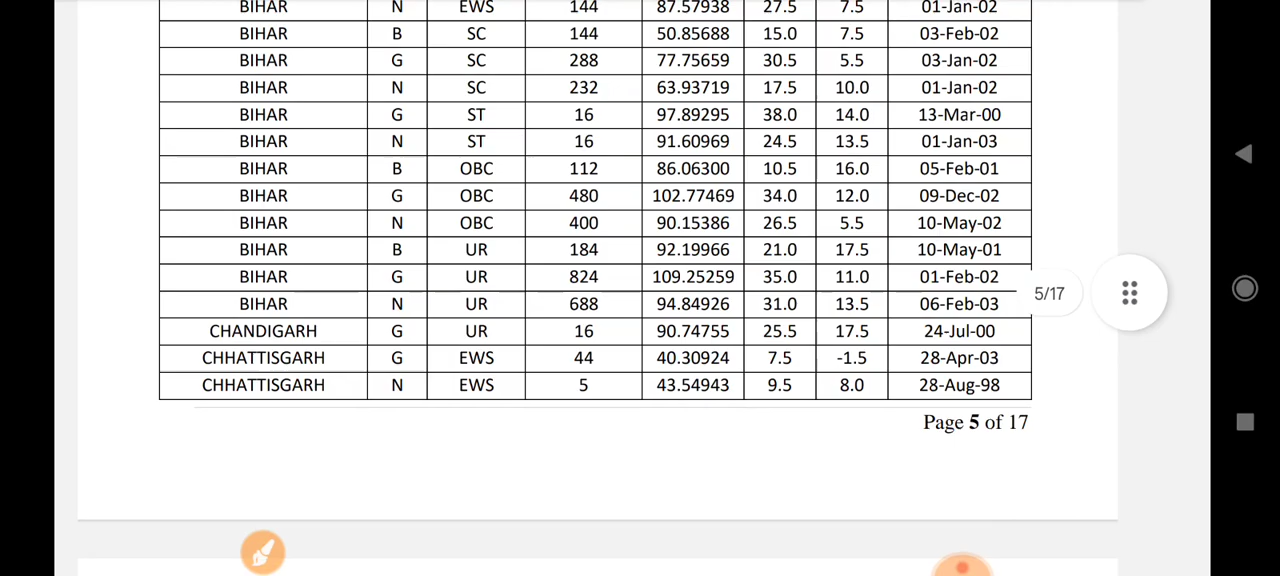 BIHAR N EWS 144 87.57938 27.5 7.5 01-Jan-02
BIHAR B SC 144 50.85688 15.0 7.5 03-Feb-02
BIHAR G SC 288 77.75659 30.5 5.5 03-Jan-02
BIHAR N SC 232 63.93719 17.5 10.0 01-Jan-02
BIHAR G ST 16 97.89295 38.0 14.0 13-Mar-00
BIHAR N ST 16 91.60969 24.5 13.5 01-Jan-03
BIHAR B OBC 112 86.06300 10.5 16.0 05-Feb-01
BIHAR G OBC 480 102.77469 34.0 12.0 09-Dec-02
BIHAR N OBC 400 90.15386 26.5 5.5 10-May-02
BIHAR B UR 184 92.19966 21.0 17.5 10-May-01
BIHAR G UR 824 109.25259 35.0 11.0 01-Feb-02
BIHAR N UR 688 94.84926 31.0 13.5 06-Feb-03
5/17
CHANDIGARH G UR 16 90.74755 25.5 17.5 24-Jul-00
CHHATTISGARH G EWS 44 40.30924 7.5 -1.5 28-Apr-03
CHHATTISGARH N EWS 5 43.54943 9.5 8.0 28-Aug-98
Page 5 of 17